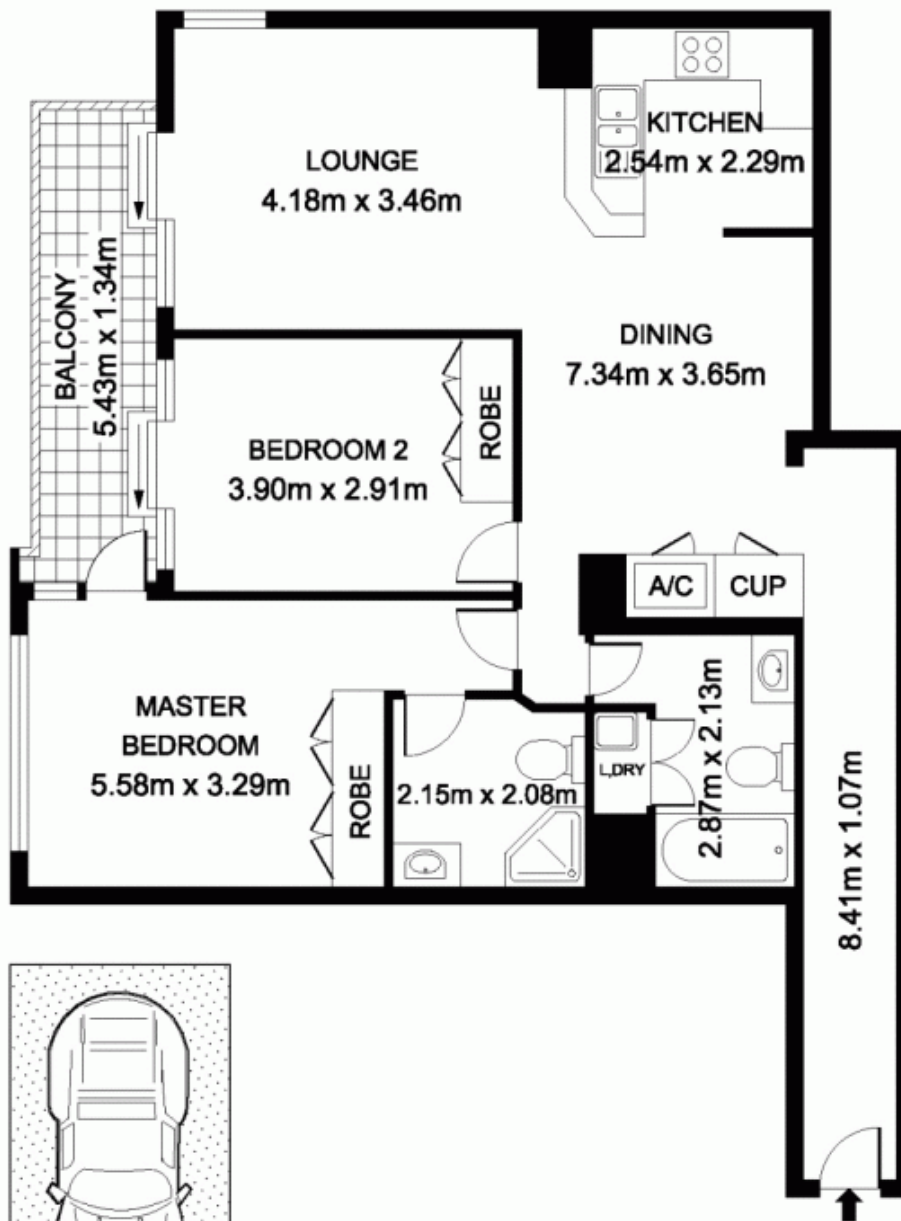 LOUNGE
4.18m x 3.46m
KITCHEN
2.54m x 2.29m
BALCONY
5.43m x 1.34m
DINING
7.34m x 3.65m
BEDROOM 2
3.90m x 2.91m
ROBE
A/C
CUP
MASTER
BEDROOM
5.58m x 3.29m
ROBE
2.15m x 2.08m
L,DRY
2.87m x 2.13m
8.41m x 1.07m